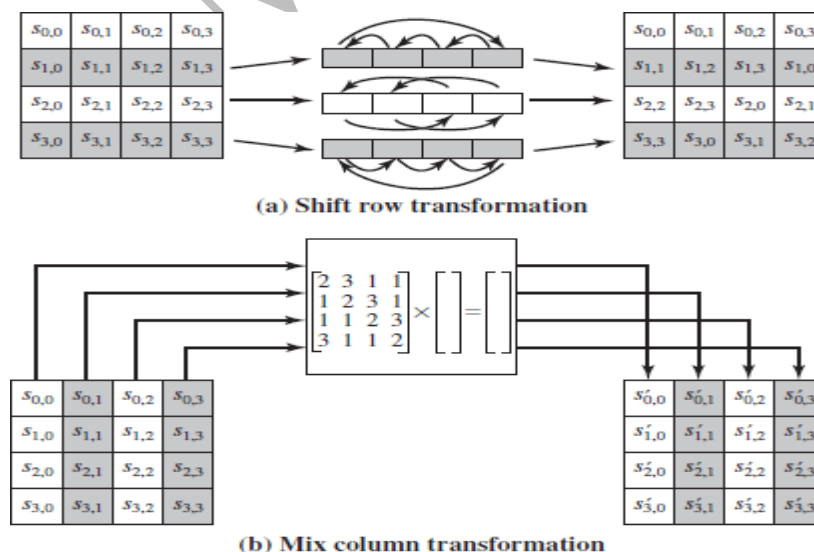 s0,0 s0,1 s0,2 s0,3 s0,0 s0,1 s0,2 s0,3
s1,0 s1,1 s1,2 s1,3 s1,1 s1,2 s1,3 s1,0
s2,0 s2,1 s2,2 s2,3 s2,2 s2,3 s2,0 s2,1
s3,0 s3,1 s3,2 s3,3 s3,3 s3,0 s3,1 s3,2
(a) Shift row transformation
2 3 1 1
1 2 3 1
1 1 2 3
3 1 1 2
× =
s0,0 s0,1 s0,2 s0,3 s′0,0 s′0,1 s′0,2 s′0,3
s1,0 s1,1 s1,2 s1,3 s′1,0 s′1,1 s′1,2 s′1,3
s2,0 s2,1 s2,2 s2,3 s′2,0 s′2,1 s′2,2 s′2,3
s3,0 s3,1 s3,2 s3,3 s′3,0 s′3,1 s′3,2 s′3,3
(b) Mix column transformation